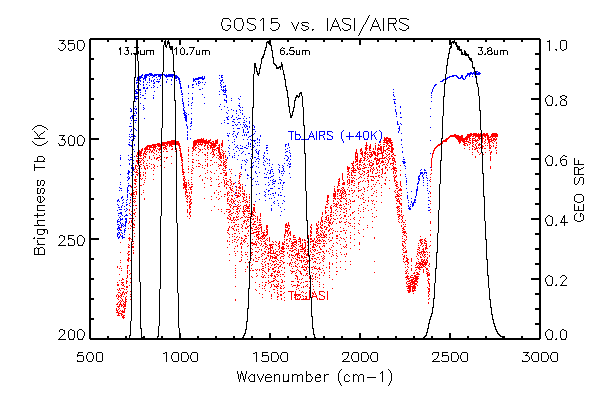 GOS15 vs. IASI/AIRS
350 13.3um 10.7um 6.5um 3.8um 1.0
0.8
300 Tb_AIRS (+40K)
0.6
Brightness Tb (K) GEO SRF
0.4
250
0.2
Tb_IASI
200 0.0
500 1000 1500 2000 2500 3000
Wavenumber (cm-1)